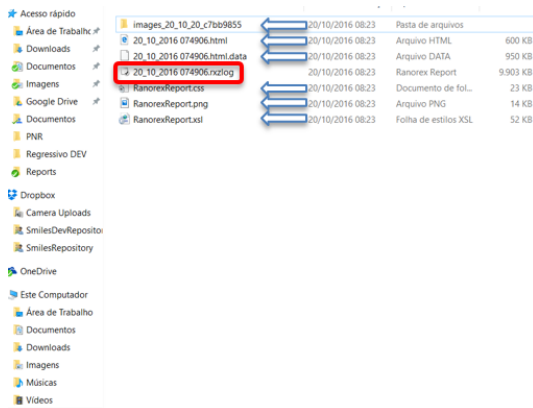 Acesso rápido
Área de Trabalhc
Downloads
Documentos
Imagens
Google Drive
Documentos
PNR
Regressivo DEV
Reports
Dropbox
Camera Uploads
SmilesDevRepositor
SmilesRepository
OneDrive
Este Computador
Área de Trabalho
Documentos
Downloads
Imagens
Músicas
Vídeos
images_20_10_20_c7bb9855 20/10/2016 08:23 Pasta de arquivos
20_10_2016 074906.html 20/10/2016 08:23 Arquivo HTML 600 KB
20_10_2016 074906.html.data 20/10/2016 08:23 Arquivo DATA 950 KB
20_10_2016 074906.rxzlog 20/10/2016 08:23 Ranorex Report 9.903 KB
RanorexReport.css 20/10/2016 08:23 Documento de fol... 23 KB
RanorexReport.png 20/10/2016 08:23 Arquivo PNG 14 KB
RanorexReport.xsl 20/10/2016 08:23 Folha de estilos XSL 52 KB